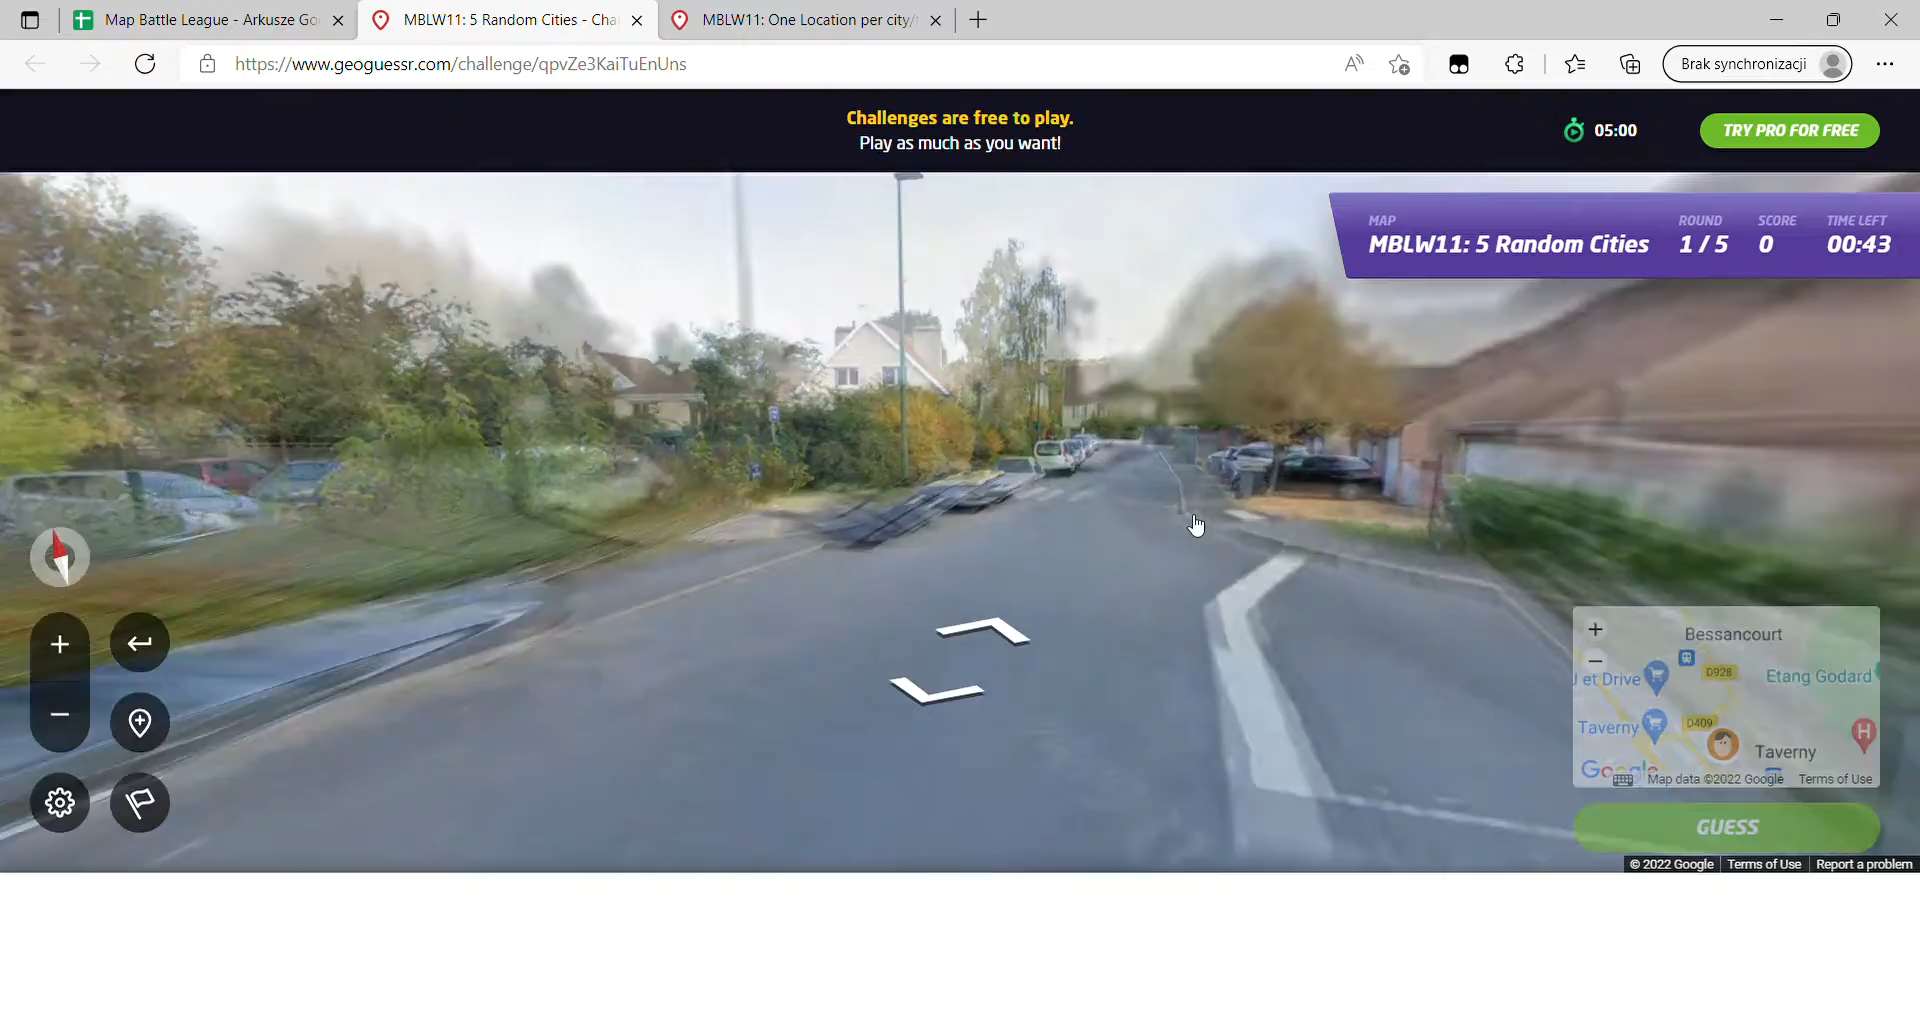 Map Battle League - Arkusze Go
MBLW11: 5 Random Cities - Cha
MBLW11: One Location per city/
https://www.geoguessr.com/challenge/qpvZe3KaiTuEnUns
Brak synchronizacji
Challenges are free to play.
Play as much as you want!
05:00
TRY PRO FOR FREE
MAP
MBLW11: 5 Random Cities
ROUND
1 / 5
SCORE
0
TIME LEFT
00:43
Bessancourt
D928
et Drive
Etang Godard
Taverny
D409
H
Taverny
Google
Map data ©2022 Google
Terms of Use
GUESS
© 2022 Google
Terms of Use
Report a problem